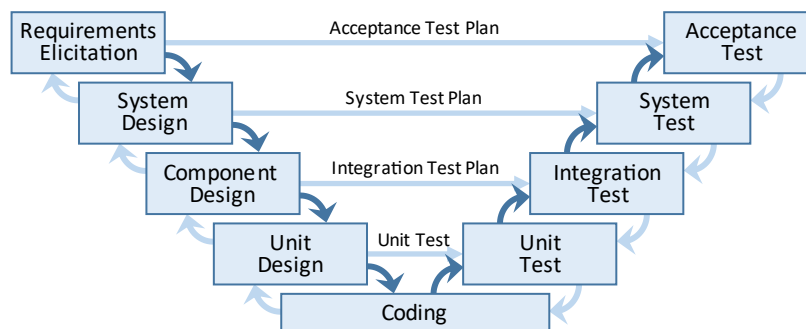 Requirements
Elicitation
Acceptance Test Plan
Acceptance
Test
System
Design
System Test Plan
System
Test
Component
Design
Integration Test Plan
Integration
Test
Unit
Design
Unit Test
Unit
Test
Coding